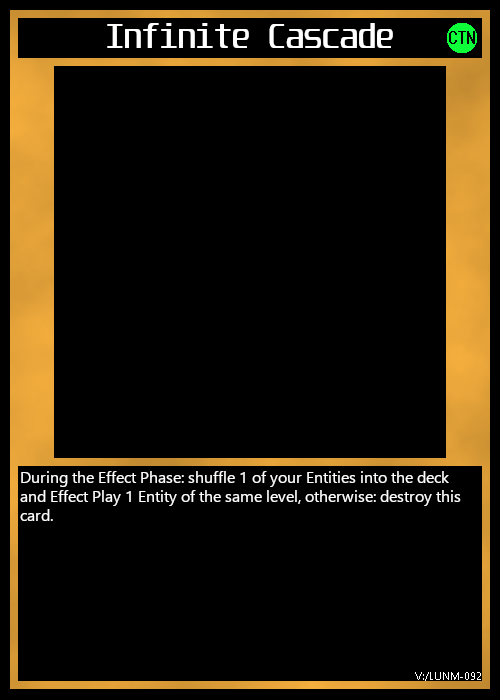 Infinite Cascade
CTN
During the Effect Phase: shuffle 1 of your Entities into the deck
and Effect Play 1 Entity of the same level, otherwise: destroy this
card.
V:/LUNM-092